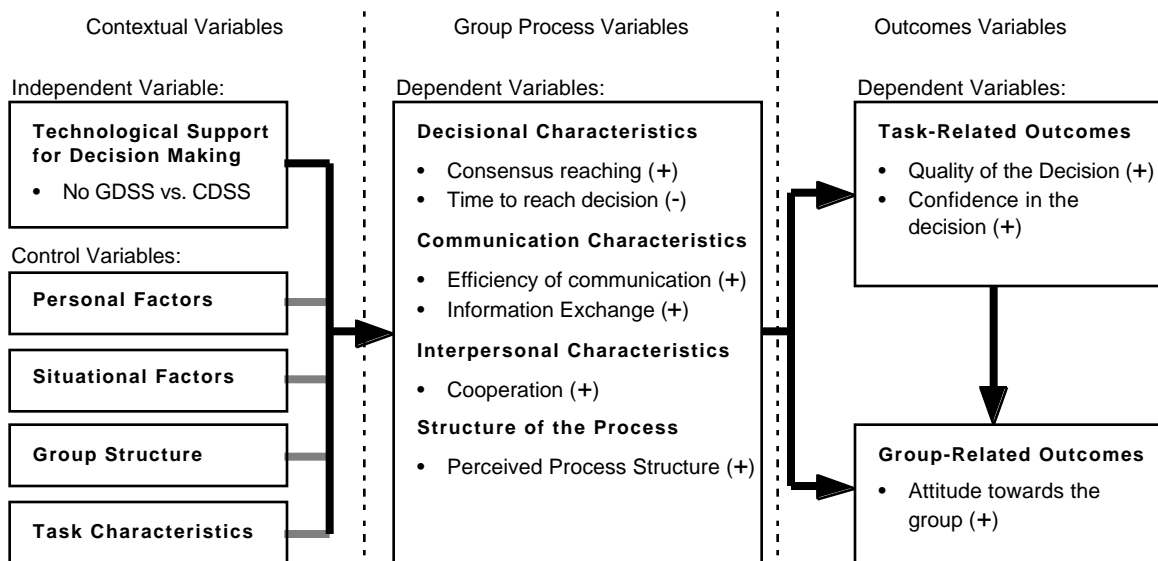 Contextual Variables
Group Process Variables
Outcomes Variables
Independent Variable:
Technological Support
for Decision Making
• No GDSS vs. CDSS
Control Variables:
Personal Factors
Situational Factors
Group Structure
Task Characteristics
Dependent Variables:
Decisional Characteristics
• Consensus reaching (+)
• Time to reach decision (-)
Communication Characteristics
• Efficiency of communication (+)
• Information Exchange (+)
Interpersonal Characteristics
• Cooperation (+)
Structure of the Process
• Perceived Process Structure (+)
Dependent Variables:
Task-Related Outcomes
• Quality of the Decision (+)
• Confidence in the
decision (+)
Group-Related Outcomes
• Attitude towards the
group (+)